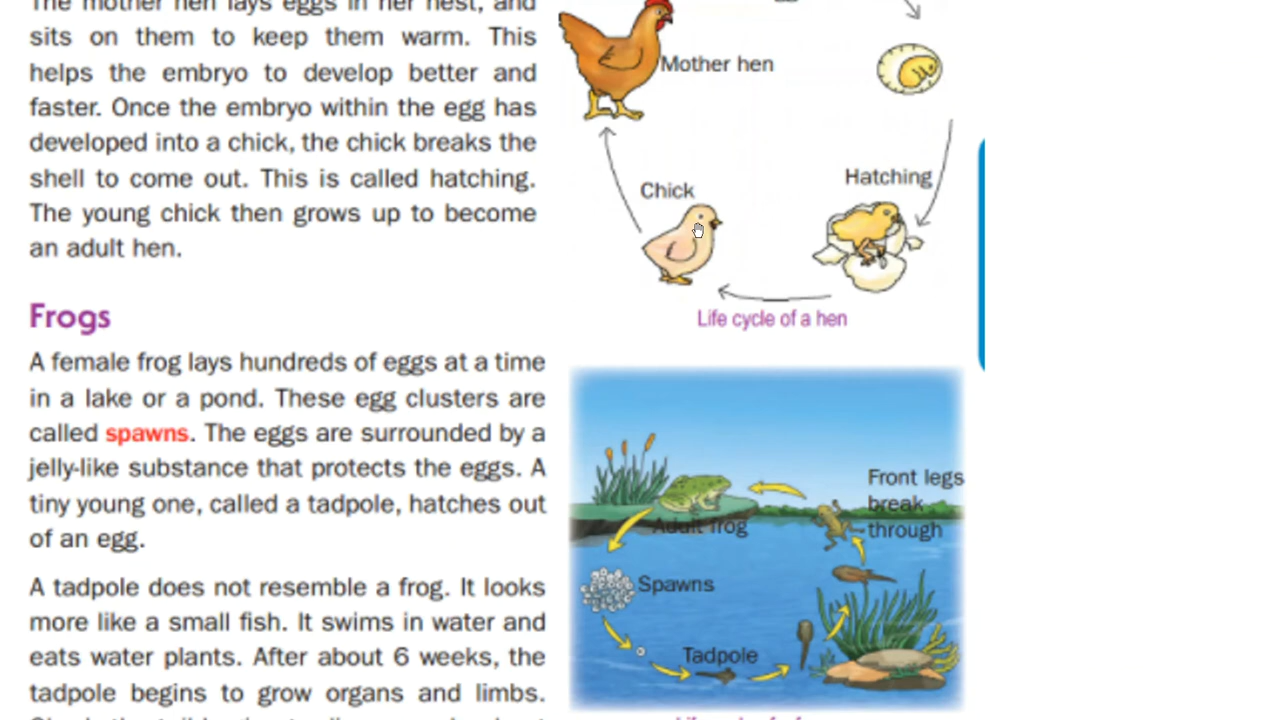 The mother hen lays eggs in her nest, and
sits on them to keep them warm. This
helps the embryo to develop better and
faster. Once the embryo within the egg has
developed into a chick, the chick breaks the
shell to come out. This is called hatching.
The young chick then grows up to become
an adult hen.
Mother hen
Hatching
Chick
Life cycle of a hen
Frogs
A female frog lays hundreds of eggs at a time
in a lake or a pond. These egg clusters are
called spawns. The eggs are surrounded by a
jelly-like substance that protects the eggs. A
tiny young one, called a tadpole, hatches out
of an egg.
A tadpole does not resemble a frog. It looks
more like a small fish. It swims in water and
eats water plants. After about 6 weeks, the
tadpole begins to grow organs and limbs.
Front legs
break
through
Adult frog
Spawns
Tadpole